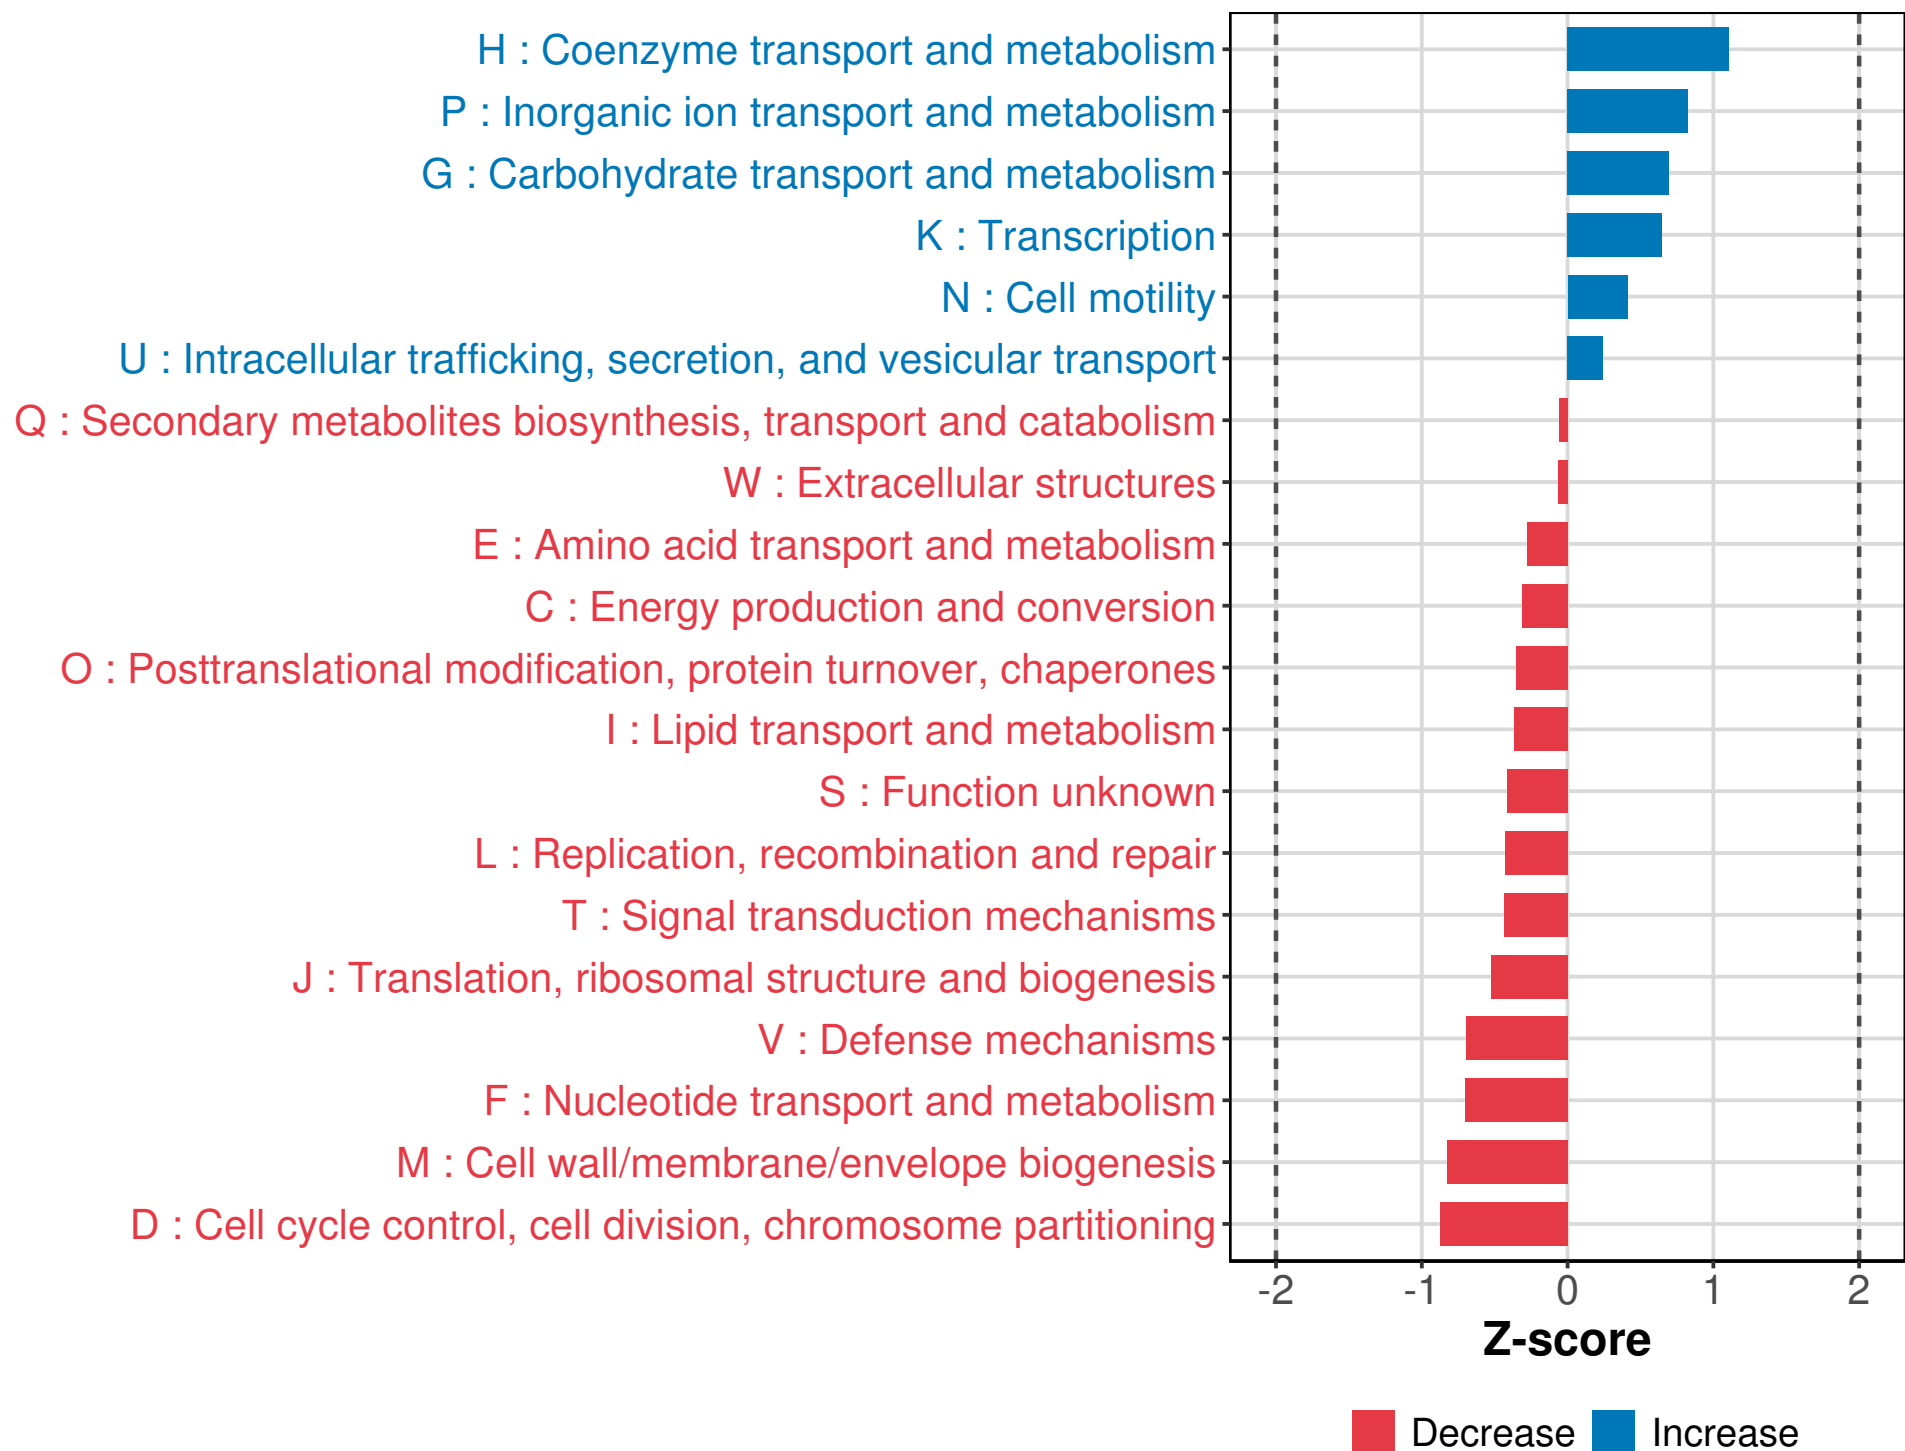 H : Coenzyme transport and metabolism
P : Inorganic ion transport and metabolism
G : Carbohydrate transport and metabolism
K : Transcription
N : Cell motility
U : Intracellular trafficking, secretion, and vesicular transport
Q : Secondary metabolites biosynthesis, transport and catabolism
W : Extracellular structures
E : Amino acid transport and metabolism
C : Energy production and conversion
O : Posttranslational modification, protein turnover, chaperones
I : Lipid transport and metabolism
S : Function unknown
L : Replication, recombination and repair
T : Signal transduction mechanisms
J : Translation, ribosomal structure and biogenesis
V : Defense mechanisms
F : Nucleotide transport and metabolism
M : Cell wall/membrane/envelope biogenesis
D : Cell cycle control, cell division, chromosome partitioning
-2 -1 0 1 2
Z-score
Decrease Increase